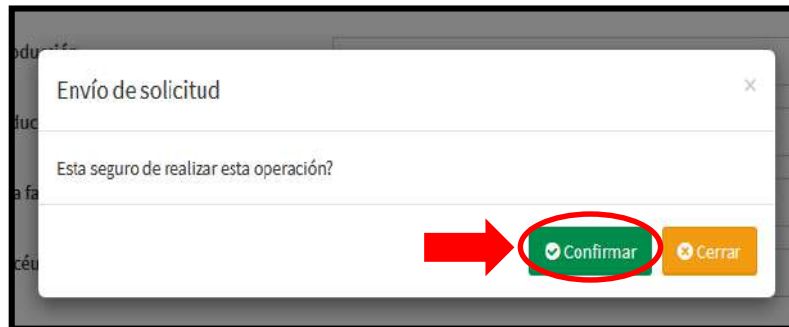 Envío de solicitud
×
Esta seguro de realizar esta operación?
Confirmar
Cerrar